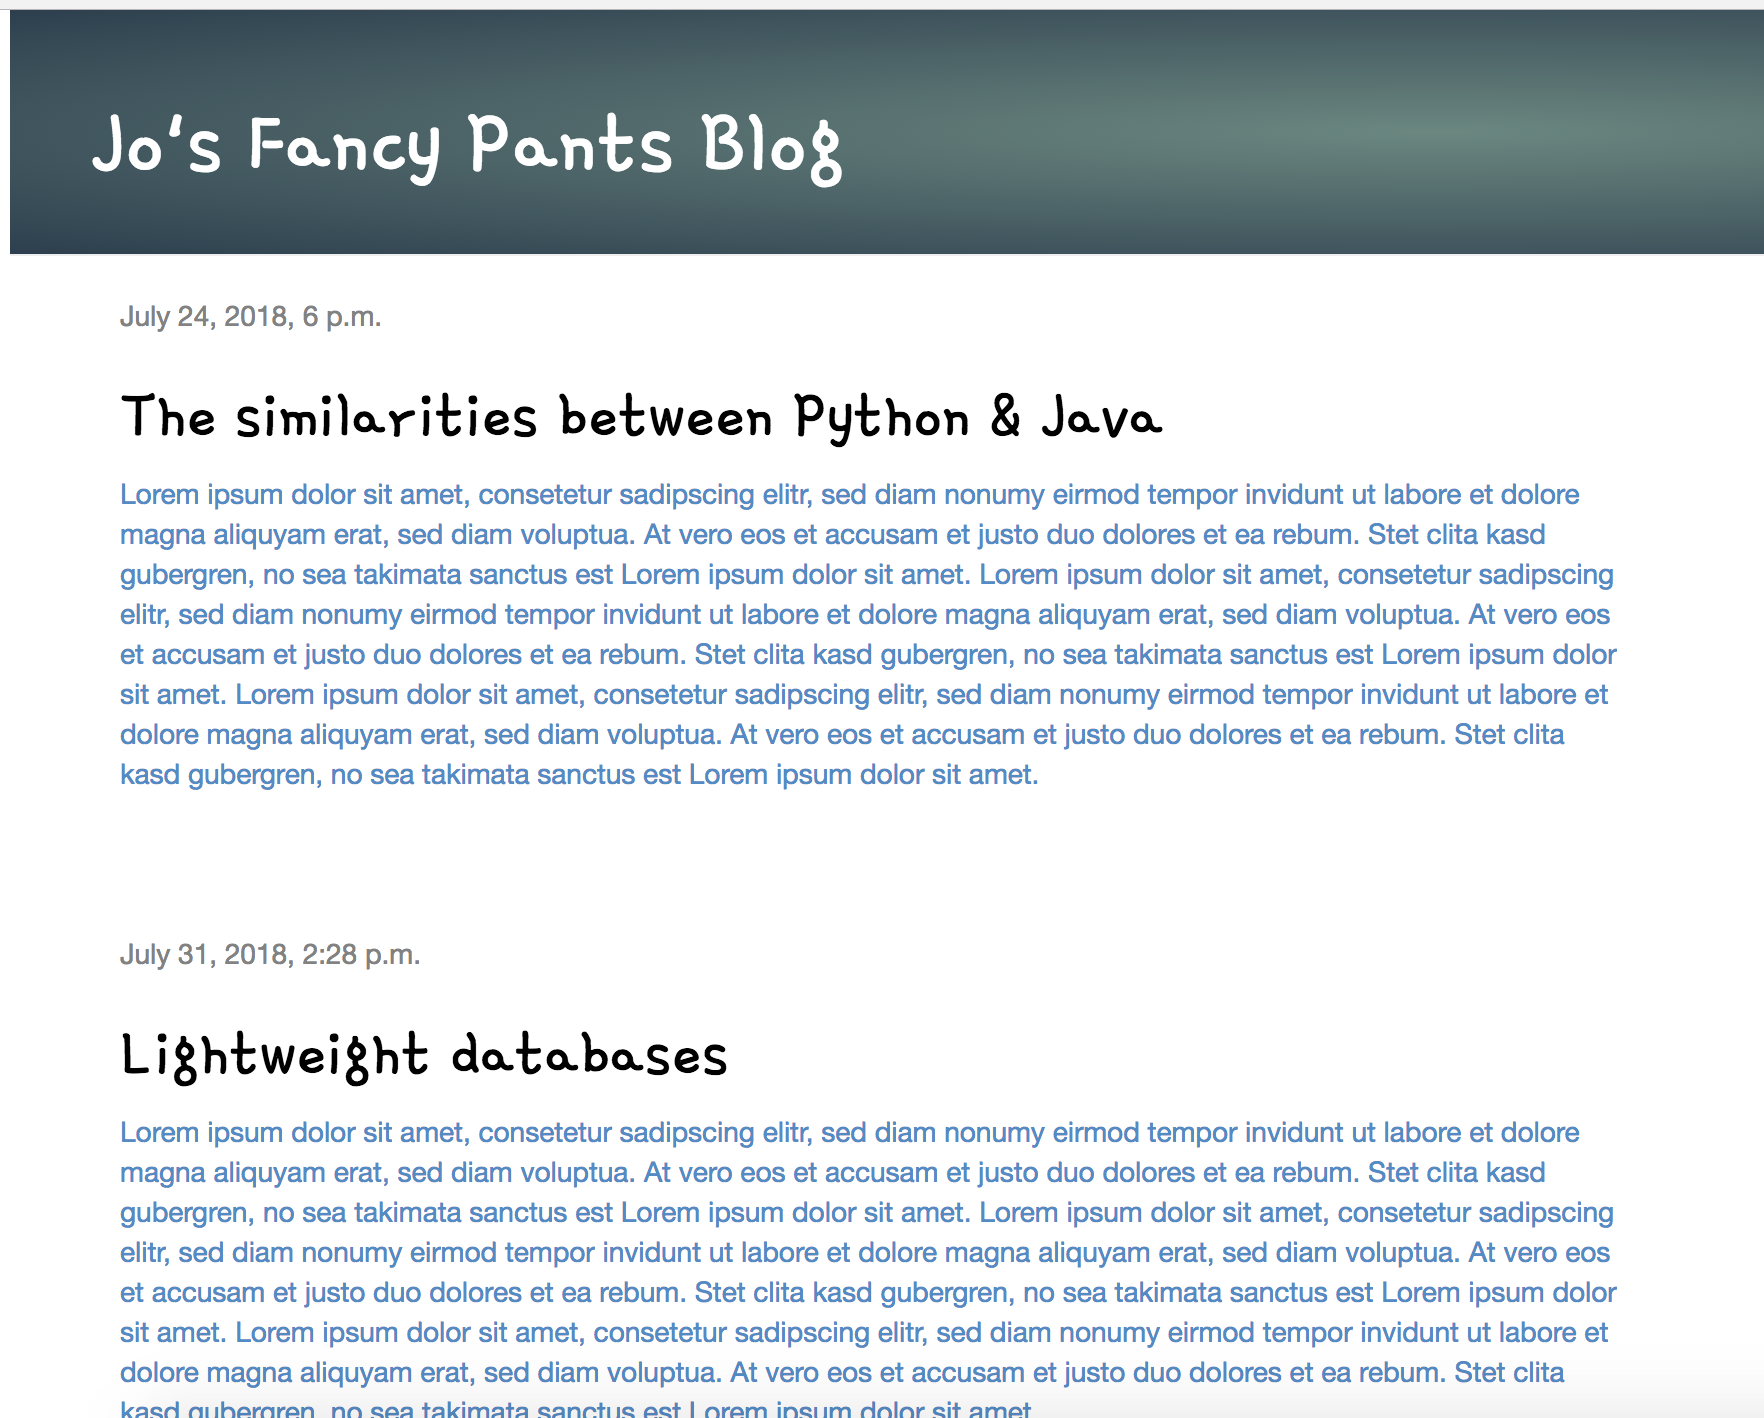 Jo's Fancy Pants Blog
July 24, 2018, 6 p.m.
The similarities between Python & Java
Lorem ipsum dolor sit amet, consetetur sadipscing elitr, sed diam nonumy eirmod tempor invidunt ut labore et dolore
magna aliquyam erat, sed diam voluptua. At vero eos et accusam et justo duo dolores et ea rebum. Stet clita kasd
gubergren, no sea takimata sanctus est Lorem ipsum dolor sit amet. Lorem ipsum dolor sit amet, consetetur sadipscing
elitr, sed diam nonumy eirmod tempor invidunt ut labore et dolore magna aliquyam erat, sed diam voluptua. At vero eos
et accusam et justo duo dolores et ea rebum. Stet clita kasd gubergren, no sea takimata sanctus est Lorem ipsum dolor
sit amet. Lorem ipsum dolor sit amet, consetetur sadipscing elitr, sed diam nonumy eirmod tempor invidunt ut labore et
dolore magna aliquyam erat, sed diam voluptua. At vero eos et accusam et justo duo dolores et ea rebum. Stet clita
kasd gubergren, no sea takimata sanctus est Lorem ipsum dolor sit amet.
July 31, 2018, 2:28 p.m.
Lightweight databases
Lorem ipsum dolor sit amet, consetetur sadipscing elitr, sed diam nonumy eirmod tempor invidunt ut labore et dolore
magna aliquyam erat, sed diam voluptua. At vero eos et accusam et justo duo dolores et ea rebum. Stet clita kasd
gubergren, no sea takimata sanctus est Lorem ipsum dolor sit amet. Lorem ipsum dolor sit amet, consetetur sadipscing
elitr, sed diam nonumy eirmod tempor invidunt ut labore et dolore magna aliquyam erat, sed diam voluptua. At vero eos
et accusam et justo duo dolores et ea rebum. Stet clita kasd gubergren, no sea takimata sanctus est Lorem ipsum dolor
sit amet. Lorem ipsum dolor sit amet, consetetur sadipscing elitr, sed diam nonumy eirmod tempor invidunt ut labore et
dolore magna aliquyam erat, sed diam voluptua. At vero eos et accusam et justo duo dolores et ea rebum. Stet clita
kasd gubergren, no sea takimata sanctus est Lorem ipsum dolor sit amet.